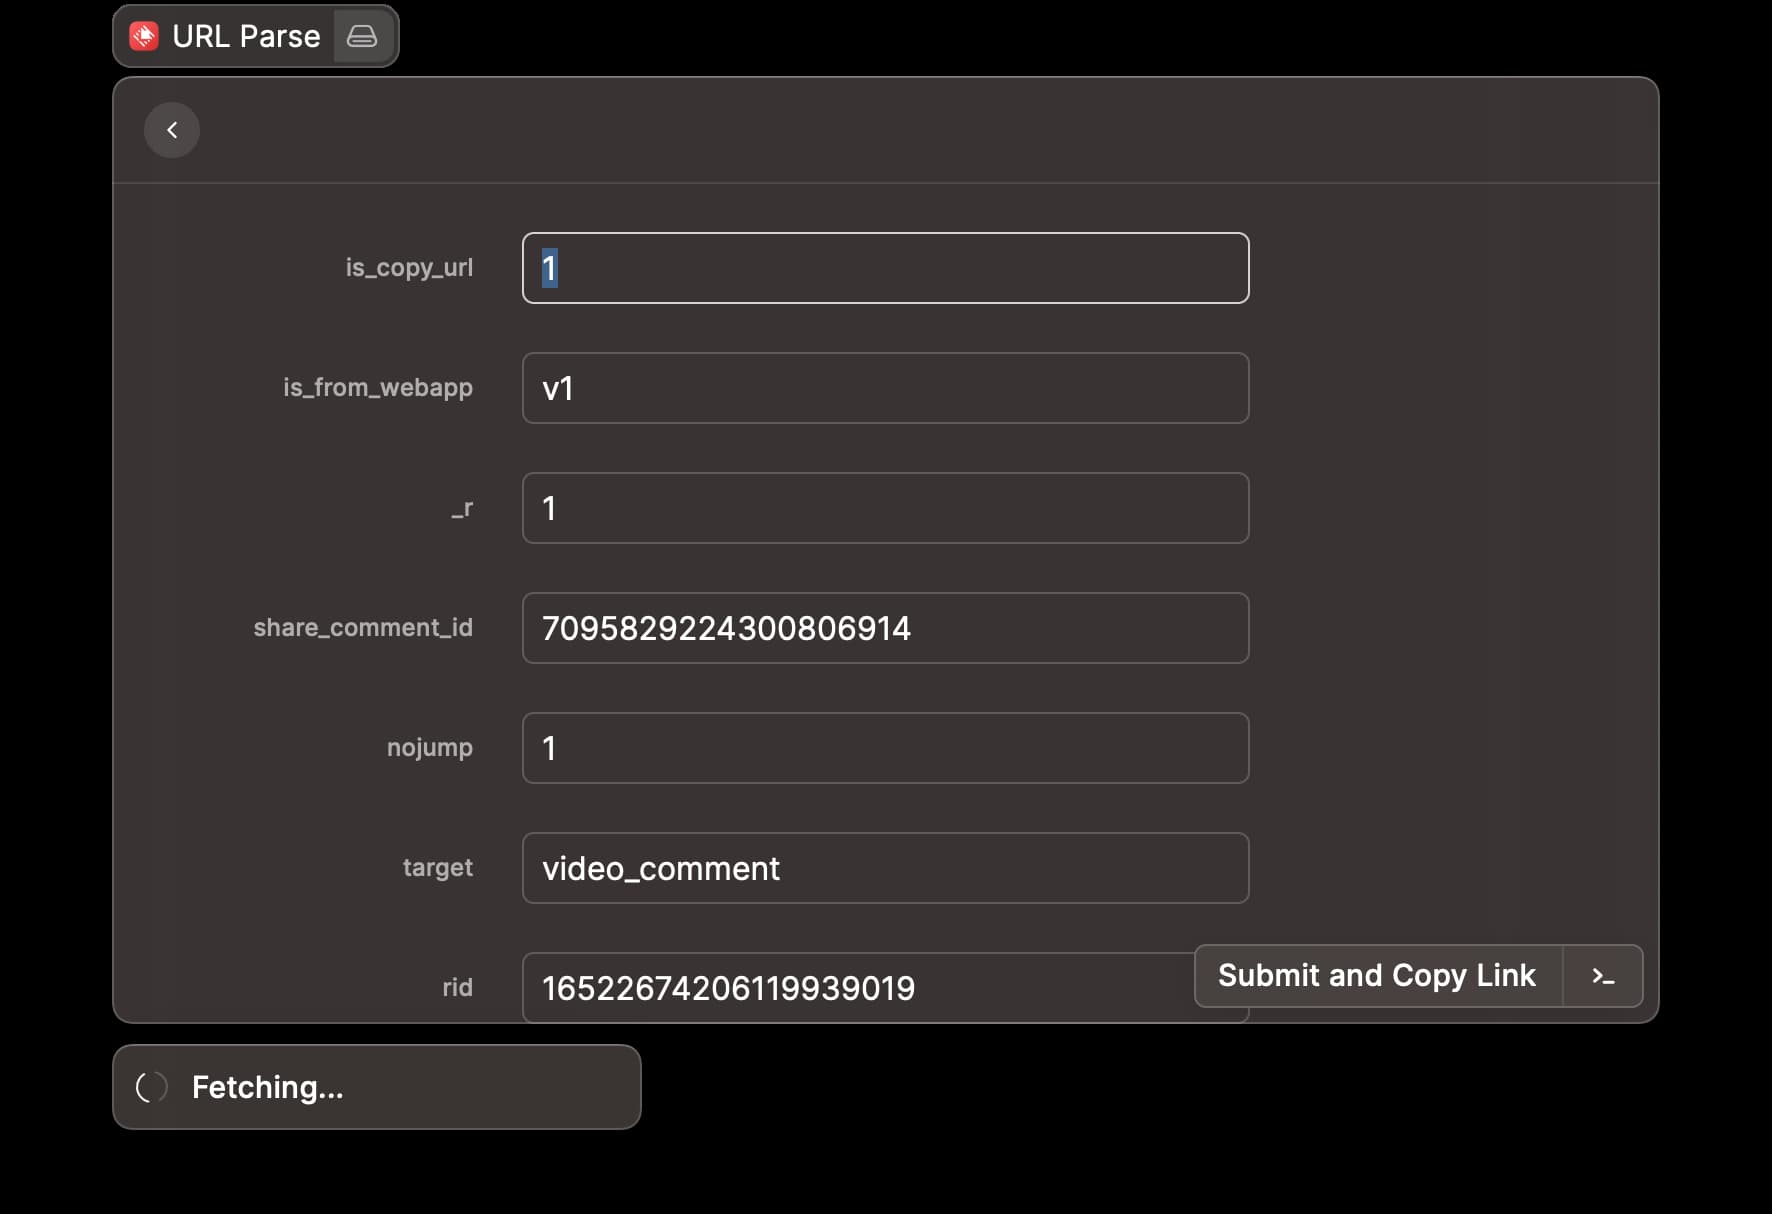 URL Parse
is_copy_url 1
is_from_webapp v1
_r 1
share_comment_id 7095829224300806914
nojump 1
target video_comment
rid 16522674206119939019
Submit and Copy Link >_
Fetching...